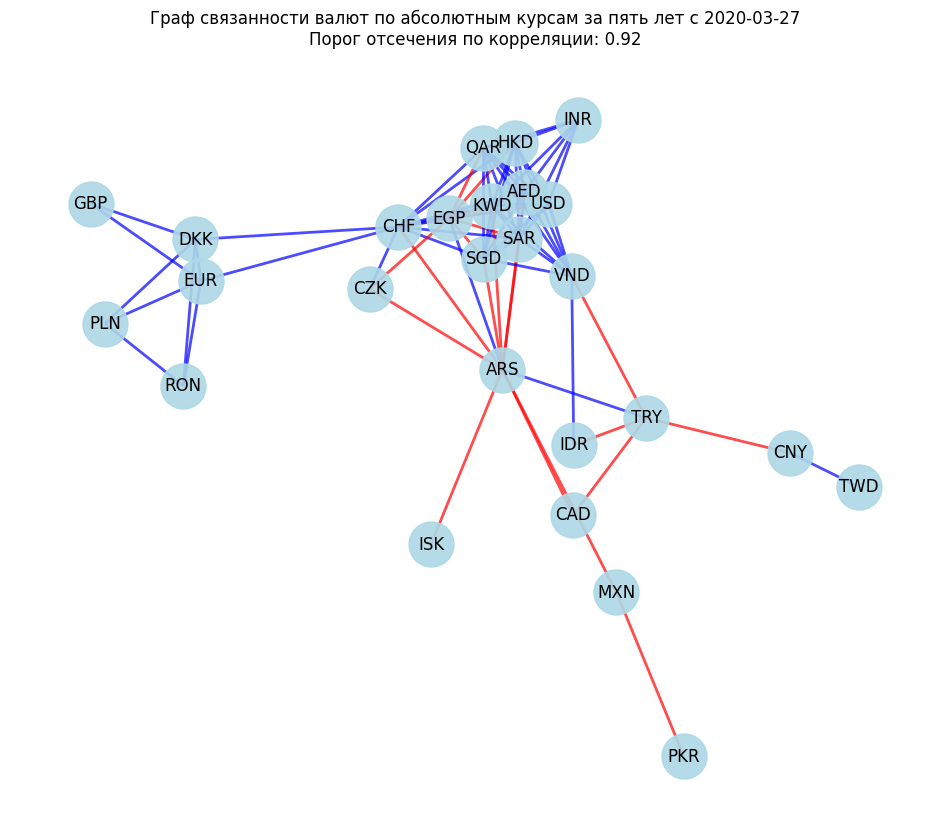 Граф связанности валют по абсолютным курсам за пять лет с 2020-03-27
Порог отсечения по корреляции: 0.92
INR
HKD
QAR
AED
USD
KWD
GBP
EGP
CHF
DKK
SAR
SGD
VND
EUR
CZK
PLN
ARS
RON
TRY
IDR
CNY
TWD
CAD
ISK
MXN
PKR